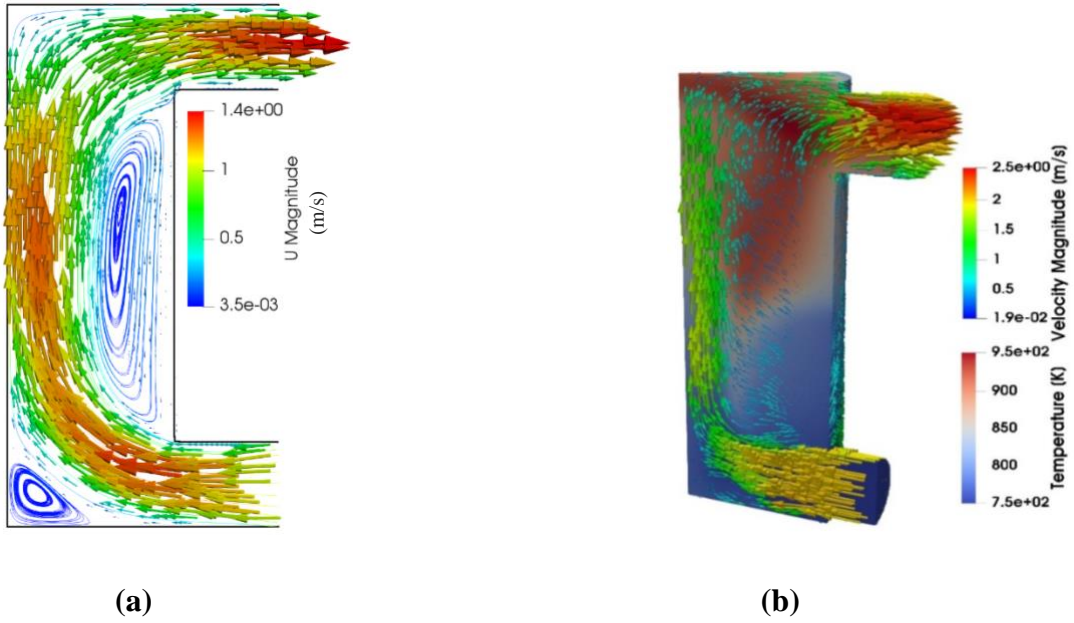 1.4e+00
1
0.5
3.5e-03
U Magnitude
(m/s)
2.5e+00
2
1.5
1
0.5
1.9e-02
Velocity Magnitude (m/s)
9.5e+02
900
850
800
7.5e+02
Temperature (K)
(a)
(b)